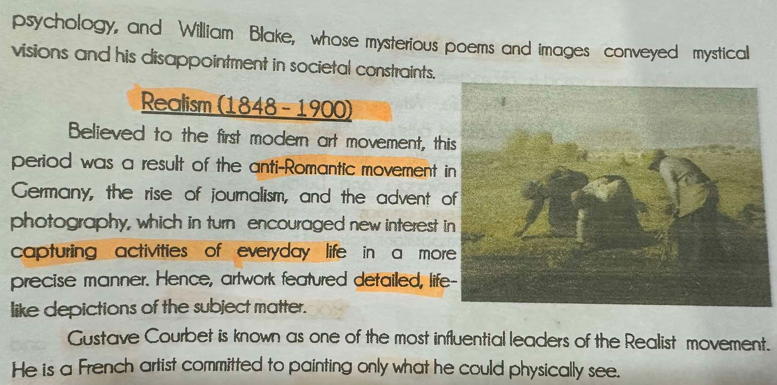 psychology, and William Blake, whose mysterious poems and images conveyed mystical
visions and his disappointment in societal constraints.
Realism (1848 - 1900)
Believed to the first modern art movement, this
period was a result of the anti-Romantic movement in
Germany, the rise of journalism, and the advent of
photography, which in turn encouraged new interest in
capturing activities of everyday life in a more
precise manner. Hence, artwork featured detailed, life-
like depictions of the subject matter.
Gustave Courbet is known as one of the most influential leaders of the Realist movement.
He is a French artist committed to painting only what he could physically see.